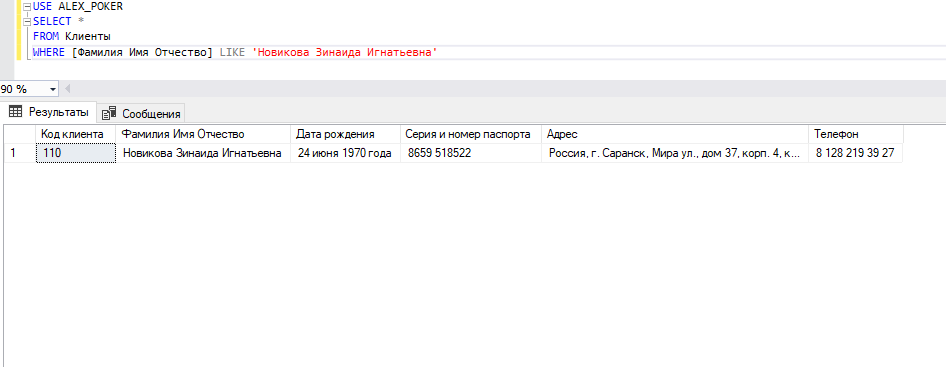 USE ALEX_POKER
SELECT *
FROM Клиенты
WHERE [Фамилия Имя Отчество] LIKE 'Новикова Зинаида Игнатьевна'
90 %
Результаты Сообщения
Код клиента Фамилия Имя Отчество Дата рождения Серия и номер паспорта Адрес Телефон
1 110 Новикова Зинаида Игнатьевна 24 июня 1970 года 8659 518522 Россия, г. Саранск, Мира ул., дом 37, корп. 4, к... 8 128 219 39 27